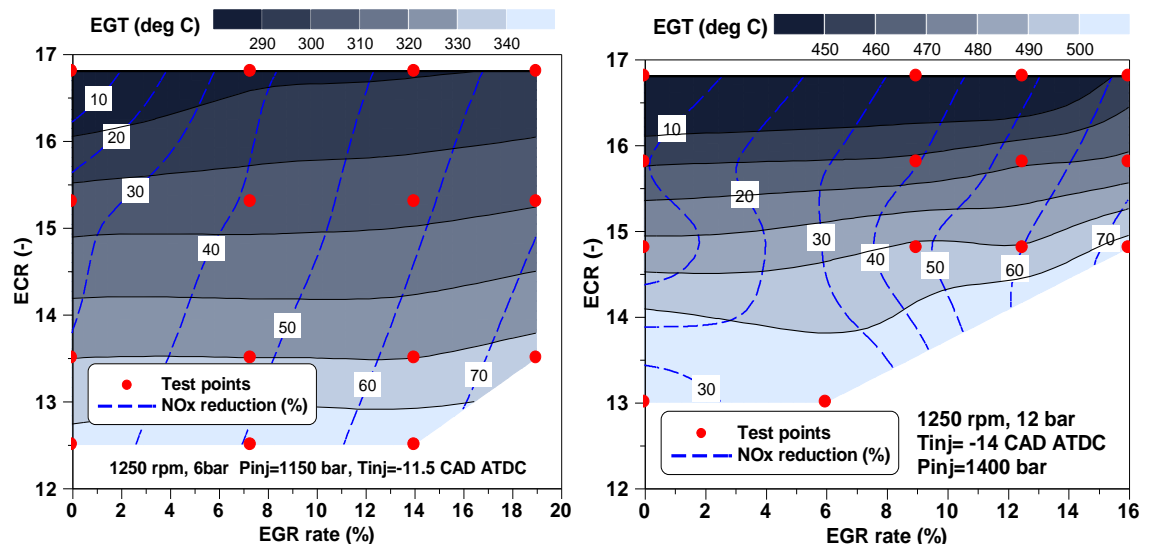 EGT (deg C)
290 300 310 320 330 340
17
16
15
14
13
12
ECR (-)
10
20
30
40
50
60
70
Test points
NOx reduction (%)
1250 rpm, 6bar Pinj=1150 bar, Tinj=-11.5 CAD ATDC
0 2 4 6 8 10 12 14 16 18 20
EGR rate (%)
EGT (deg C)
450 460 470 480 490 500
17
16
15
14
13
12
ECR (-)
10
20
30
40
50
60
70
30
Test points
NOx reduction (%)
1250 rpm, 12 bar
Tinj= -14 CAD ATDC
Pinj=1400 bar
0 2 4 6 8 10 12 14 16
EGR rate (%)